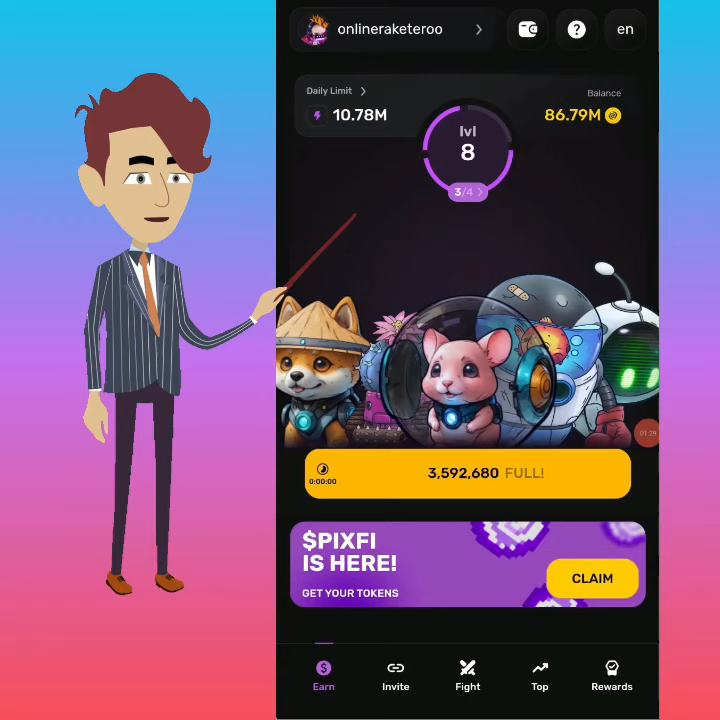 onlineraketeroo
en
Daily Limit
10.78M
lvl
8
3/4
Balance
86.79M
01:29
0:00:00
3,592,680 FULL!
$PIXFI
IS HERE!
GET YOUR TOKENS
CLAIM
Earn
Invite
Fight
Top
Rewards